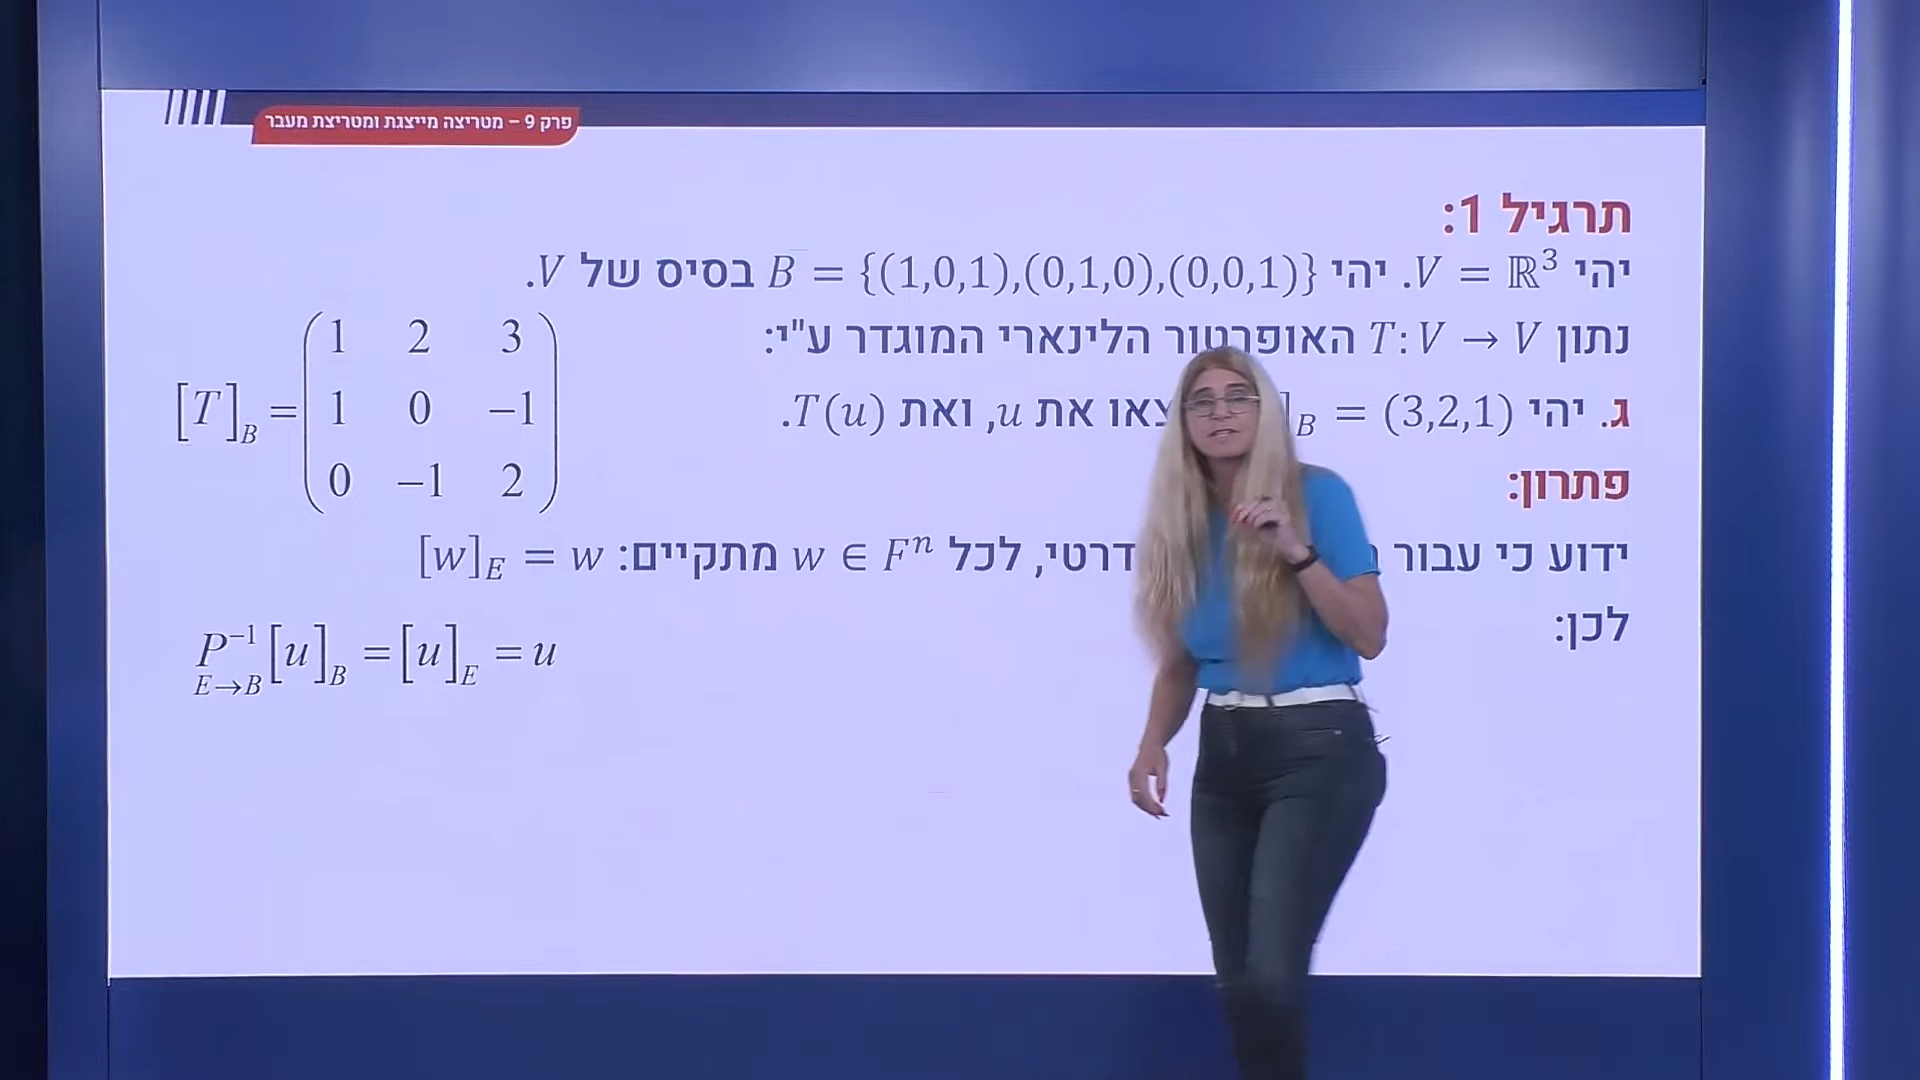 פרק 9 – מטריצה מייצגת ומטריצת מעבר
תרגיל 1:
יהי V = ℝ³. יהי B = {(1,0,1),(0,1,0),(0,0,1)} בסיס של V.
נתון T: V → V האופרטור הלינארי המוגדר ע"י:
[T]_B = (1 2 3
1 0 −1
0 −1 2)
ג. יהי ]_B = (3,2,1) את u, ואת T(u).
פתרון:
ידוע כי עבור לכל w ∈ Fⁿ מתקיים: [w]_E = w
לכן:
P⁻¹_{E→B} [u]_B = [u]_E = u